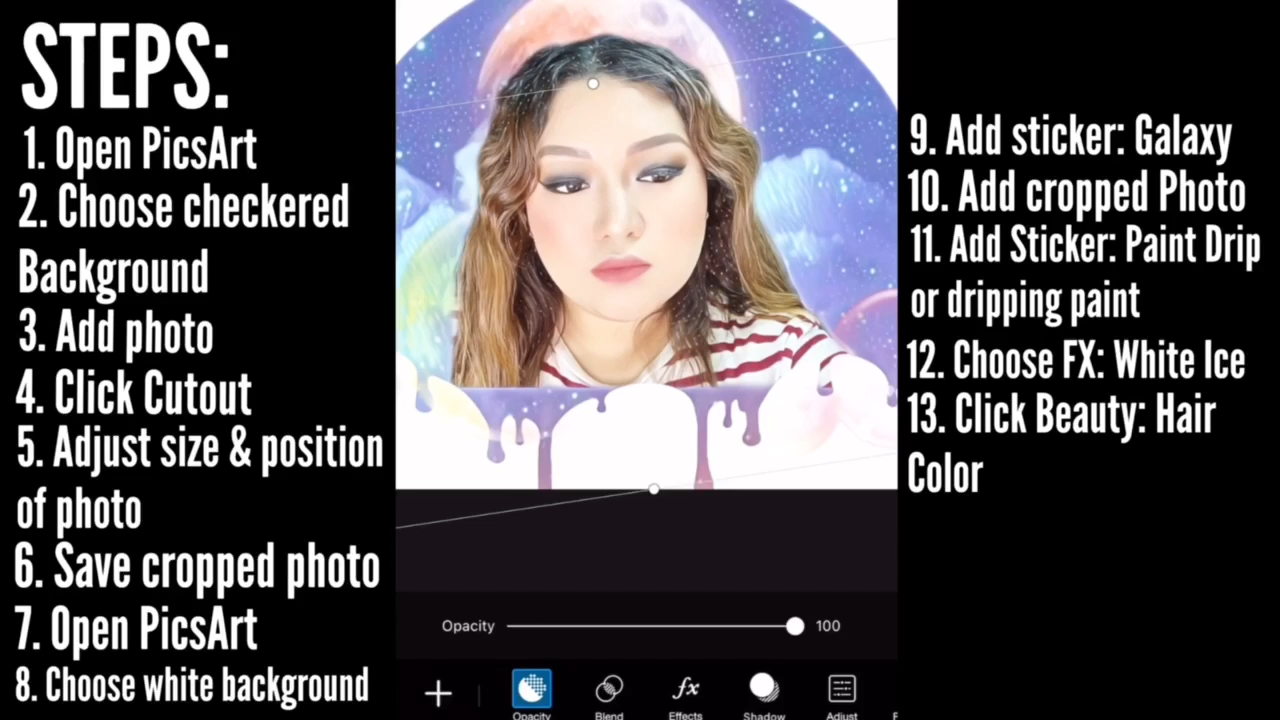 STEPS:
1. Open PicsArt
2. Choose checkered
Background
3. Add photo
4. Click Cutout
5. Adjust size & position
of photo
6. Save cropped photo
7. Open PicsArt
8. Choose white background
9. Add sticker: Galaxy
10. Add cropped Photo
11. Add Sticker: Paint Drip
or dripping paint
12. Choose FX: White Ice
13. Click Beauty: Hair
Color
Opacity 100
Opacity Blend Effects Shadow Adjust